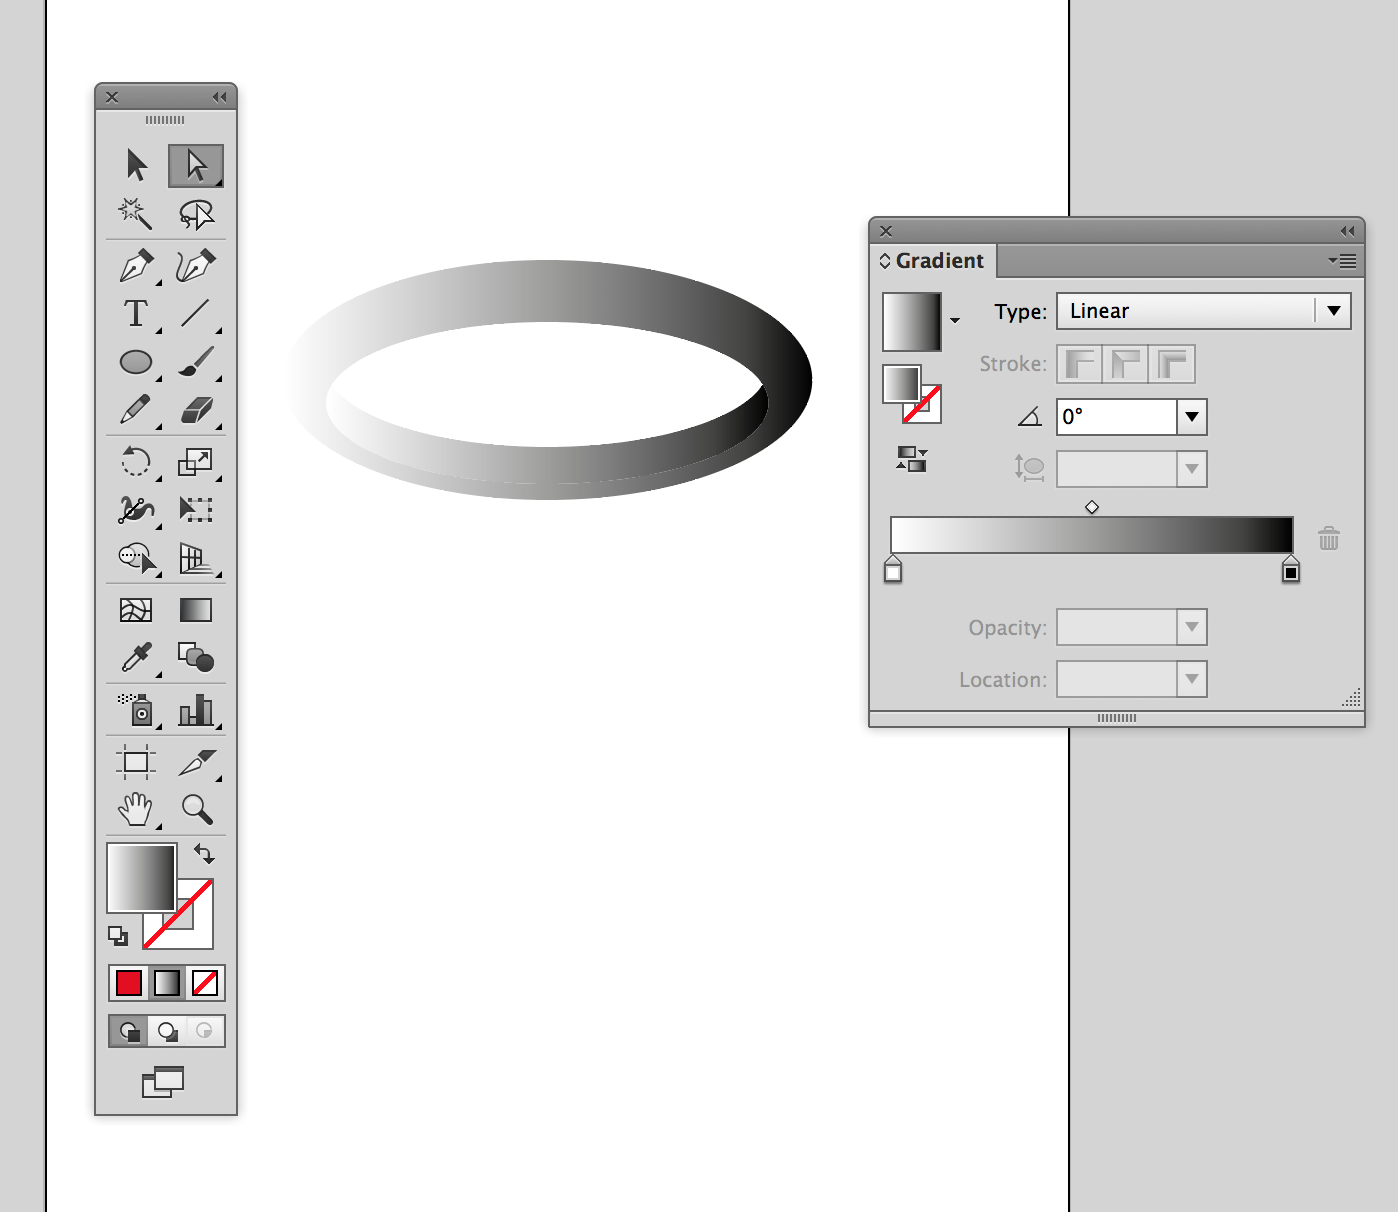 Gradient
Type: Linear
Stroke:
0°
Opacity:
Location: